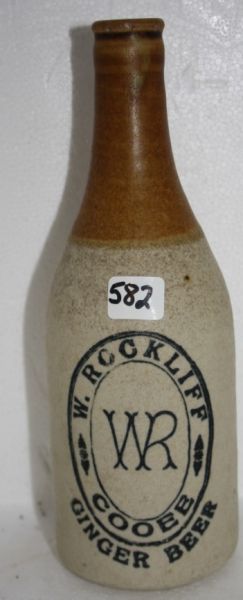 582
W. ROCKLIFF
WR
COOEE
GINGER BEER